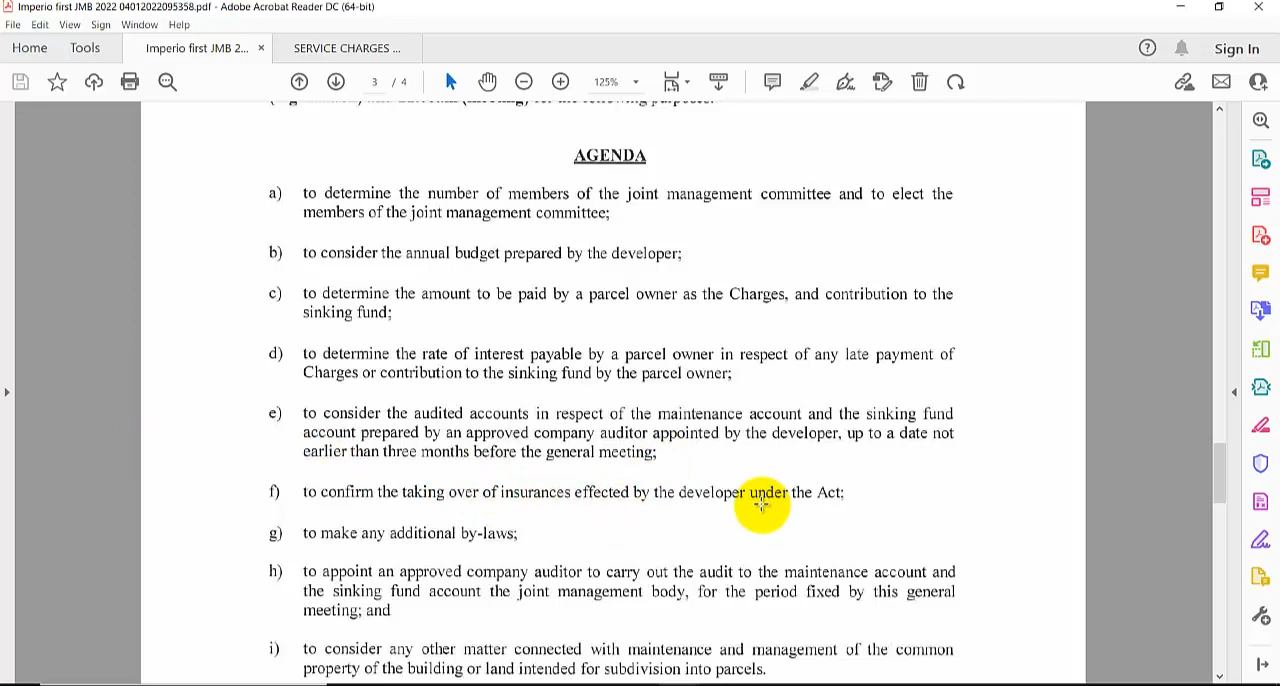 Imperio first JMB 2022 04012022095358.pdf - Adobe Acrobat Reader DC (64-bit)
File Edit View Sign Window Help
Home Tools Imperio first JMB 2... × SERVICE CHARGES ... Sign In
3 / 4 125%
AGENDA
a) to determine the number of members of the joint management committee and to elect the
members of the joint management committee;
b) to consider the annual budget prepared by the developer;
c) to determine the amount to be paid by a parcel owner as the Charges, and contribution to the
sinking fund;
d) to determine the rate of interest payable by a parcel owner in respect of any late payment of
Charges or contribution to the sinking fund by the parcel owner;
e) to consider the audited accounts in respect of the maintenance account and the sinking fund
account prepared by an approved company auditor appointed by the developer, up to a date not
earlier than three months before the general meeting;
f) to confirm the taking over of insurances effected by the developer under the Act;
g) to make any additional by-laws;
h) to appoint an approved company auditor to carry out the audit to the maintenance account and
the sinking fund account the joint management body, for the period fixed by this general
meeting; and
i) to consider any other matter connected with maintenance and management of the common
property of the building or land intended for subdivision into parcels.